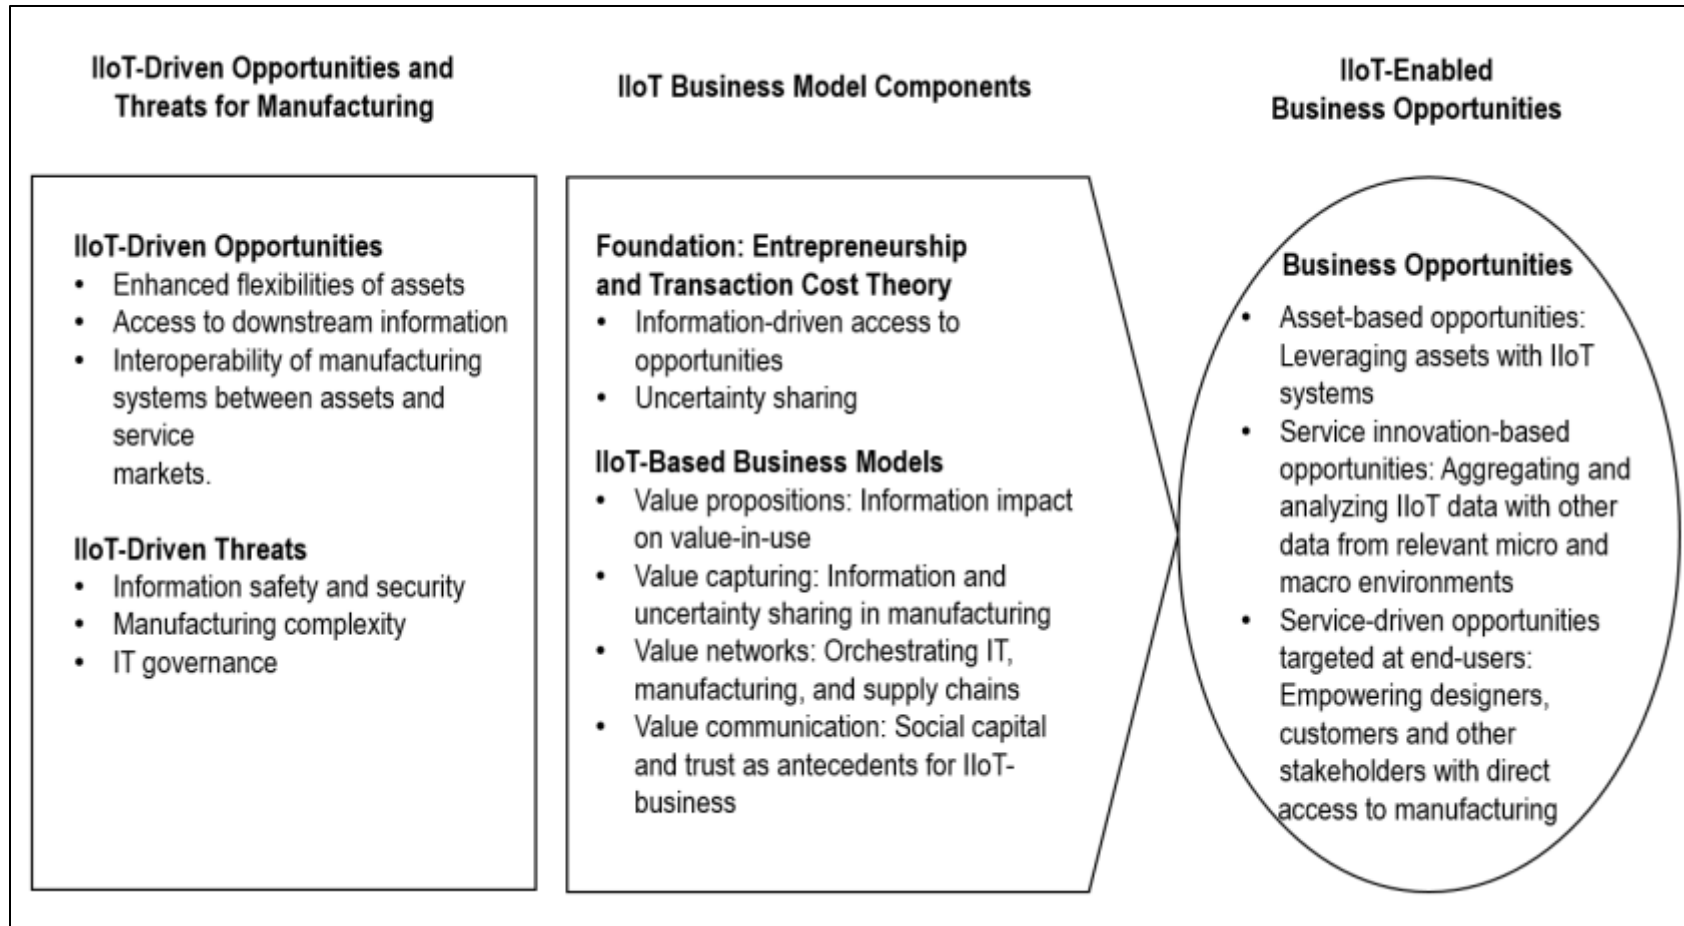 IIoT-Driven Opportunities and
Threats for Manufacturing
IIoT-Driven Opportunities
• Enhanced flexibilities of assets
• Access to downstream information
• Interoperability of manufacturing
systems between assets and
service
markets.
IIoT-Driven Threats
• Information safety and security
• Manufacturing complexity
• IT governance
IIoT Business Model Components
Foundation: Entrepreneurship
and Transaction Cost Theory
• Information-driven access to
opportunities
• Uncertainty sharing
IIoT-Based Business Models
• Value propositions: Information impact
on value-in-use
• Value capturing: Information and
uncertainty sharing in manufacturing
• Value networks: Orchestrating IT,
manufacturing, and supply chains
• Value communication: Social capital
and trust as antecedents for IIoT-
business
IIoT-Enabled
Business Opportunities
Business Opportunities
• Asset-based opportunities:
Leveraging assets with IIoT
systems
• Service innovation-based
opportunities: Aggregating and
analyzing IIoT data with other
data from relevant micro and
macro environments
• Service-driven opportunities
targeted at end-users:
Empowering designers,
customers and other
stakeholders with direct
access to manufacturing